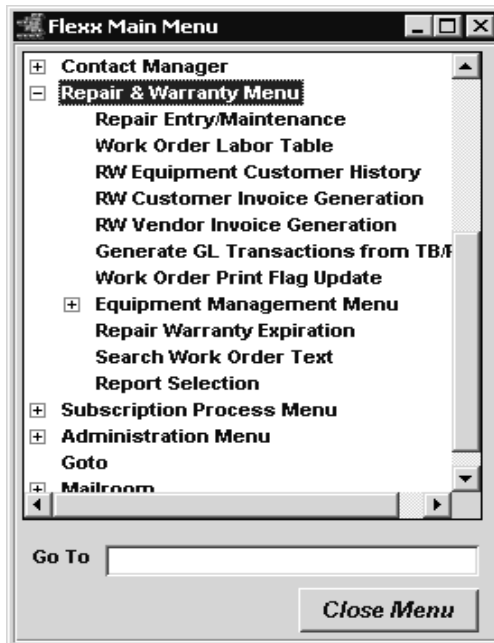 Flexx Main Menu
Contact Manager
Repair & Warranty Menu
Repair Entry/Maintenance
Work Order Labor Table
RW Equipment Customer History
RW Customer Invoice Generation
RW Vendor Invoice Generation
Generate GL Transactions from TB/
Work Order Print Flag Update
Equipment Management Menu
Repair Warranty Expiration
Search Work Order Text
Report Selection
Subscription Process Menu
Administration Menu
Goto
Mailroom
Go To
Close Menu